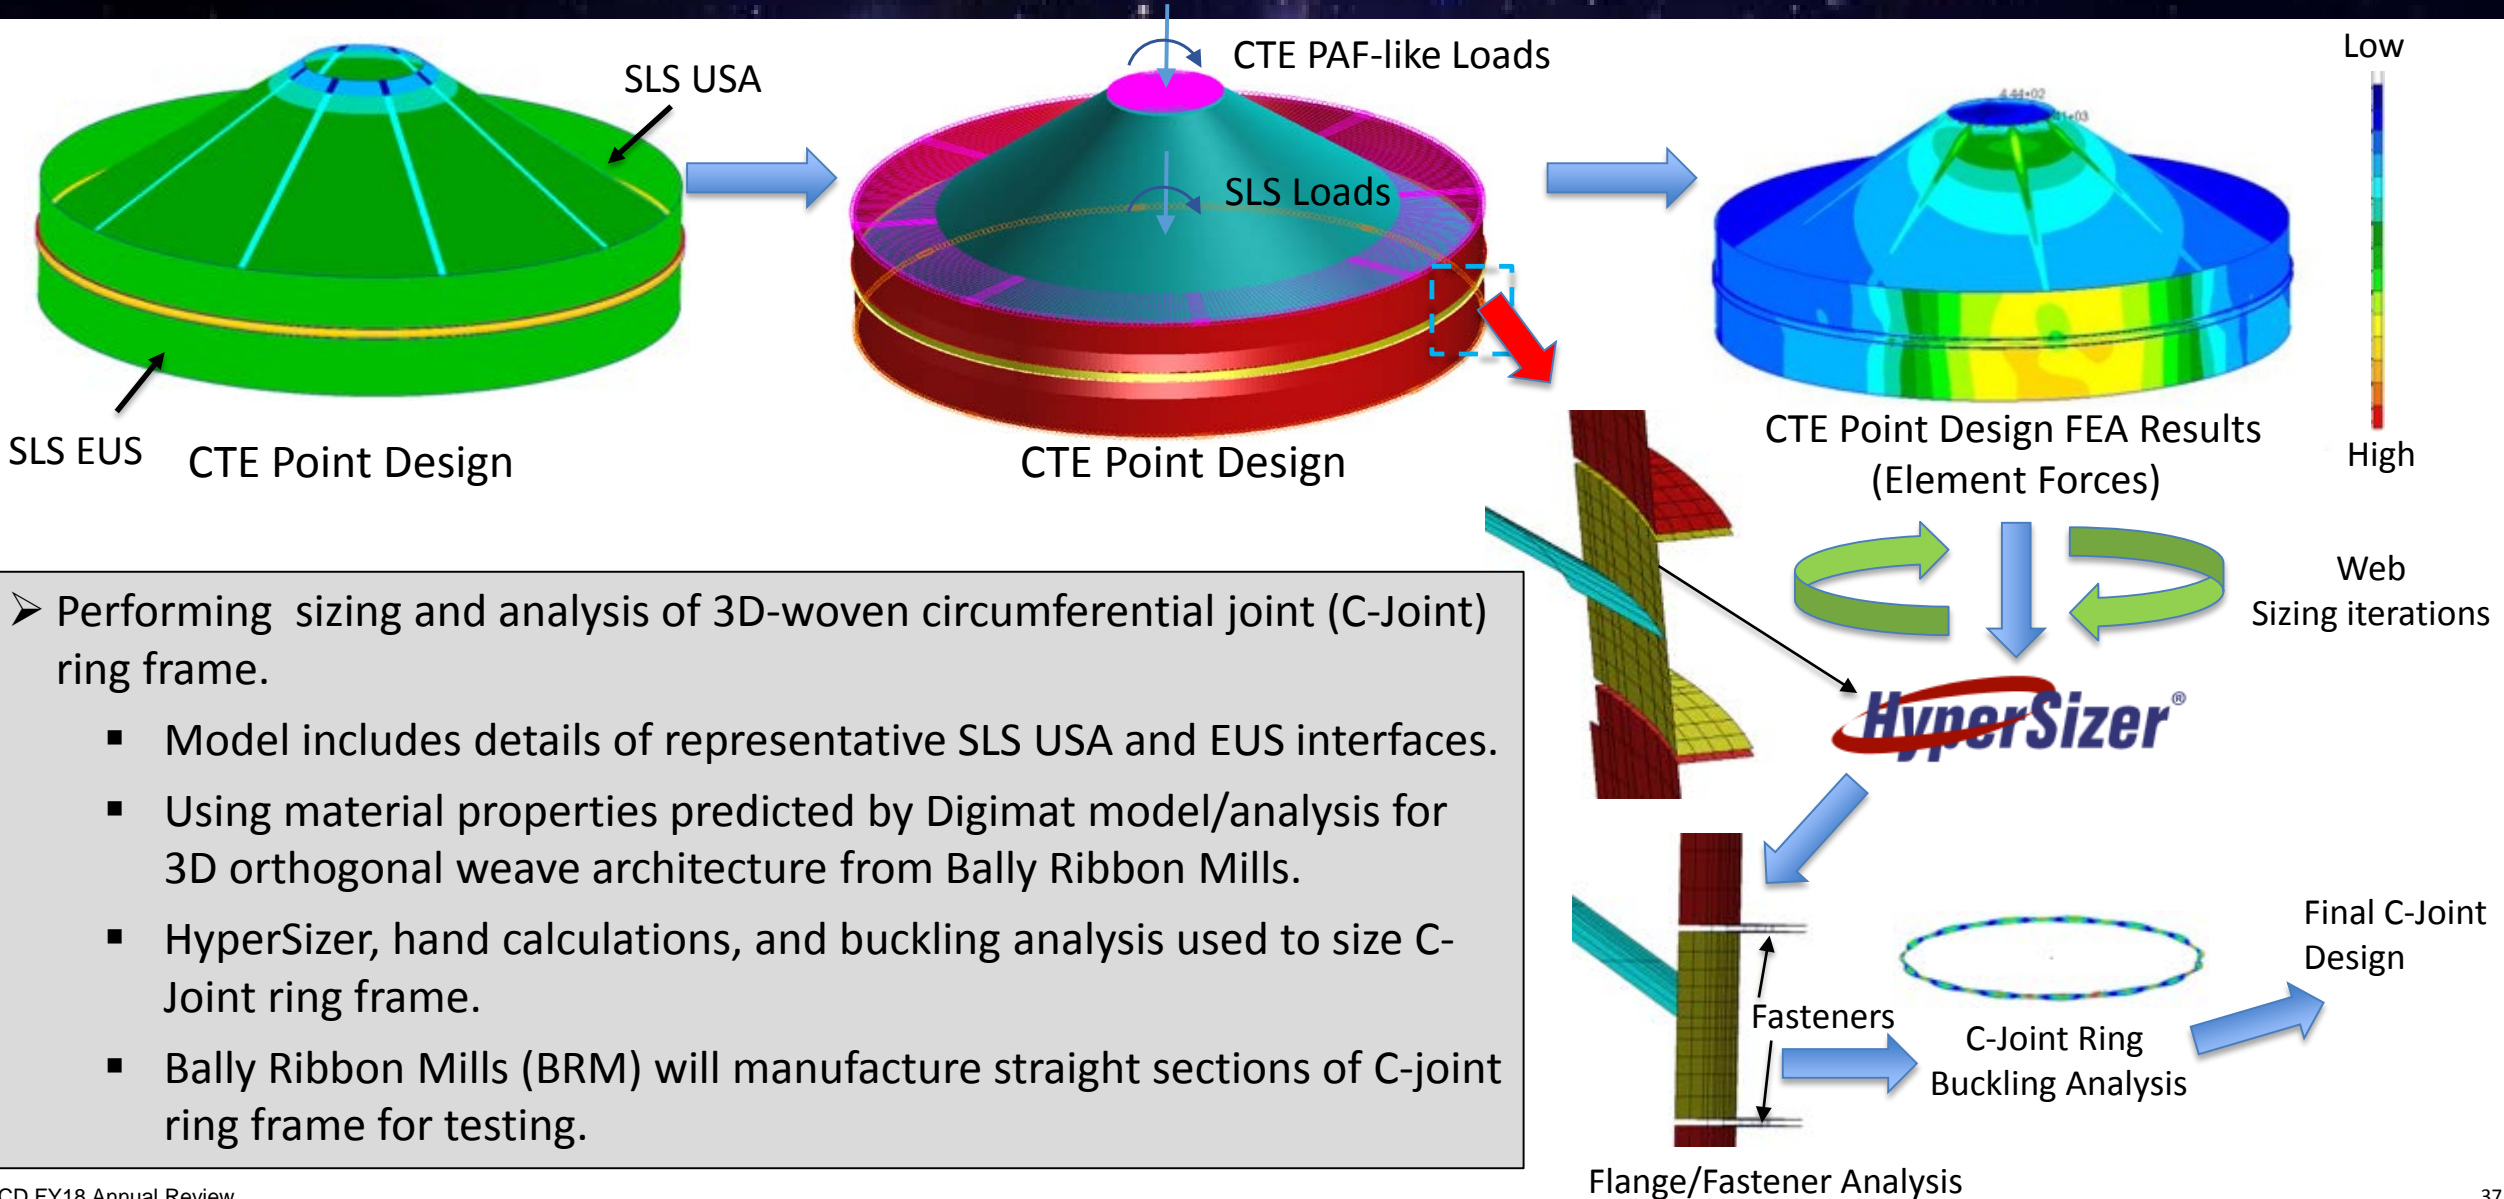 SLS USA
CTE PAF-like Loads
SLS Loads
Low
4.44+02
SLS EUS
CTE Point Design
CTE Point Design
CTE Point Design FEA Results
(Element Forces)
High
Web
Sizing iterations
HyperSizer®
➢ Performing  sizing and analysis of 3D-woven circumferential joint (C-Joint)
ring frame.
▪ Model includes details of representative SLS USA and EUS interfaces.
▪ Using material properties predicted by Digimat model/analysis for
3D orthogonal weave architecture from Bally Ribbon Mills.
▪ HyperSizer, hand calculations, and buckling analysis used to size C-
Joint ring frame.
▪ Bally Ribbon Mills (BRM) will manufacture straight sections of C-joint
ring frame for testing.
Fasteners
Flange/Fastener Analysis
C-Joint Ring
Buckling Analysis
Final C-Joint
Design
CD FY18 Annual Review
37